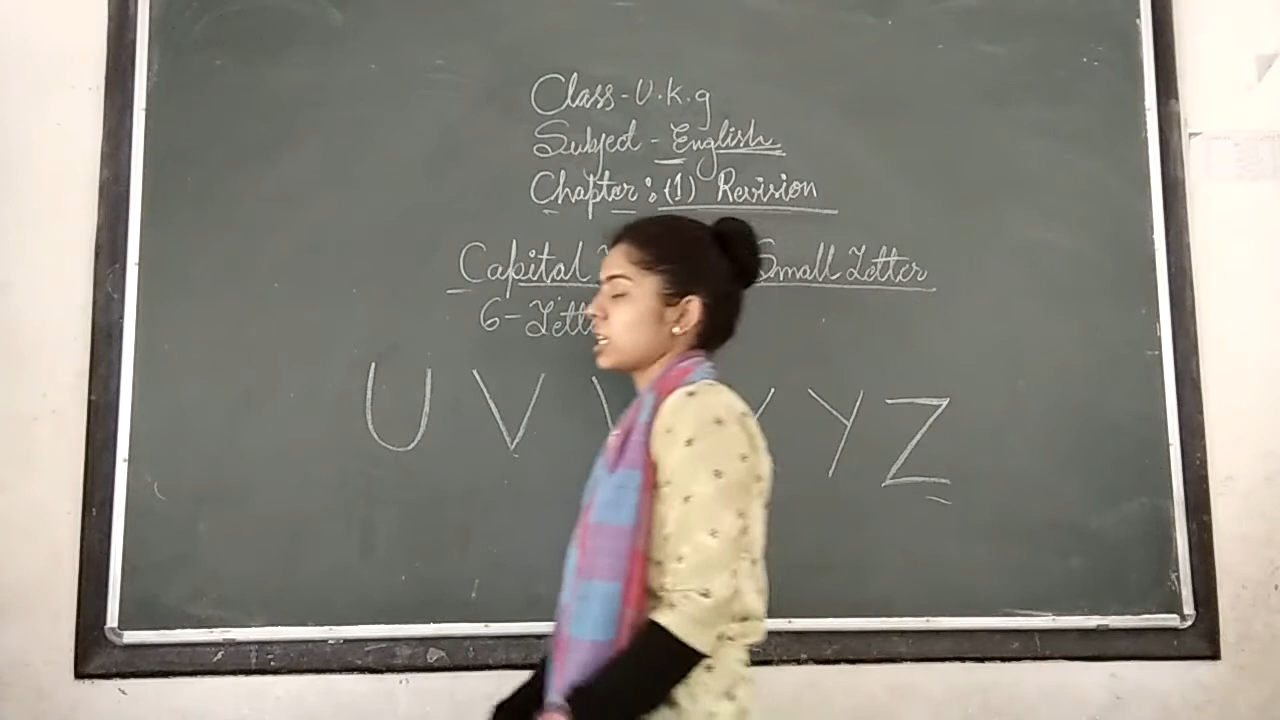 Class-U.K.g
Subject - English
Chapter : (1) Revision
Capital Small Letter
6-
U V Y Z